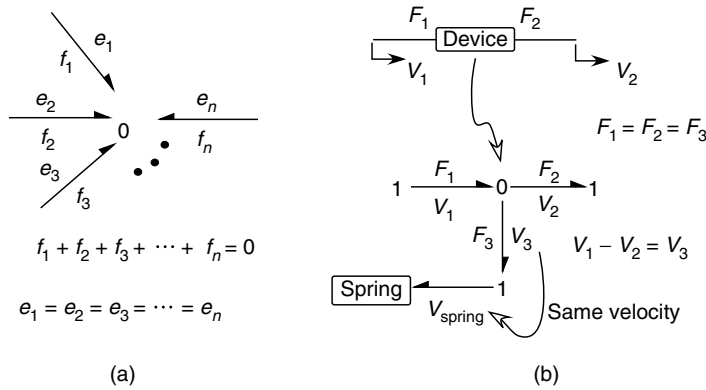 e₁
f₁
e₂
f₂
e₃
f₃
0
eₙ
fₙ
f₁ + f₂ + f₃ + ⋯ + fₙ = 0
e₁ = e₂ = e₃ = ⋯ = eₙ
(a)
F₁ Device F₂
V₁ V₂
F₁ = F₂ = F₃
1 F₁ 0 F₂ 1
V₁ V₂
F₃ V₃
V₁ − V₂ = V₃
Spring 1
V_spring
Same velocity
(b)